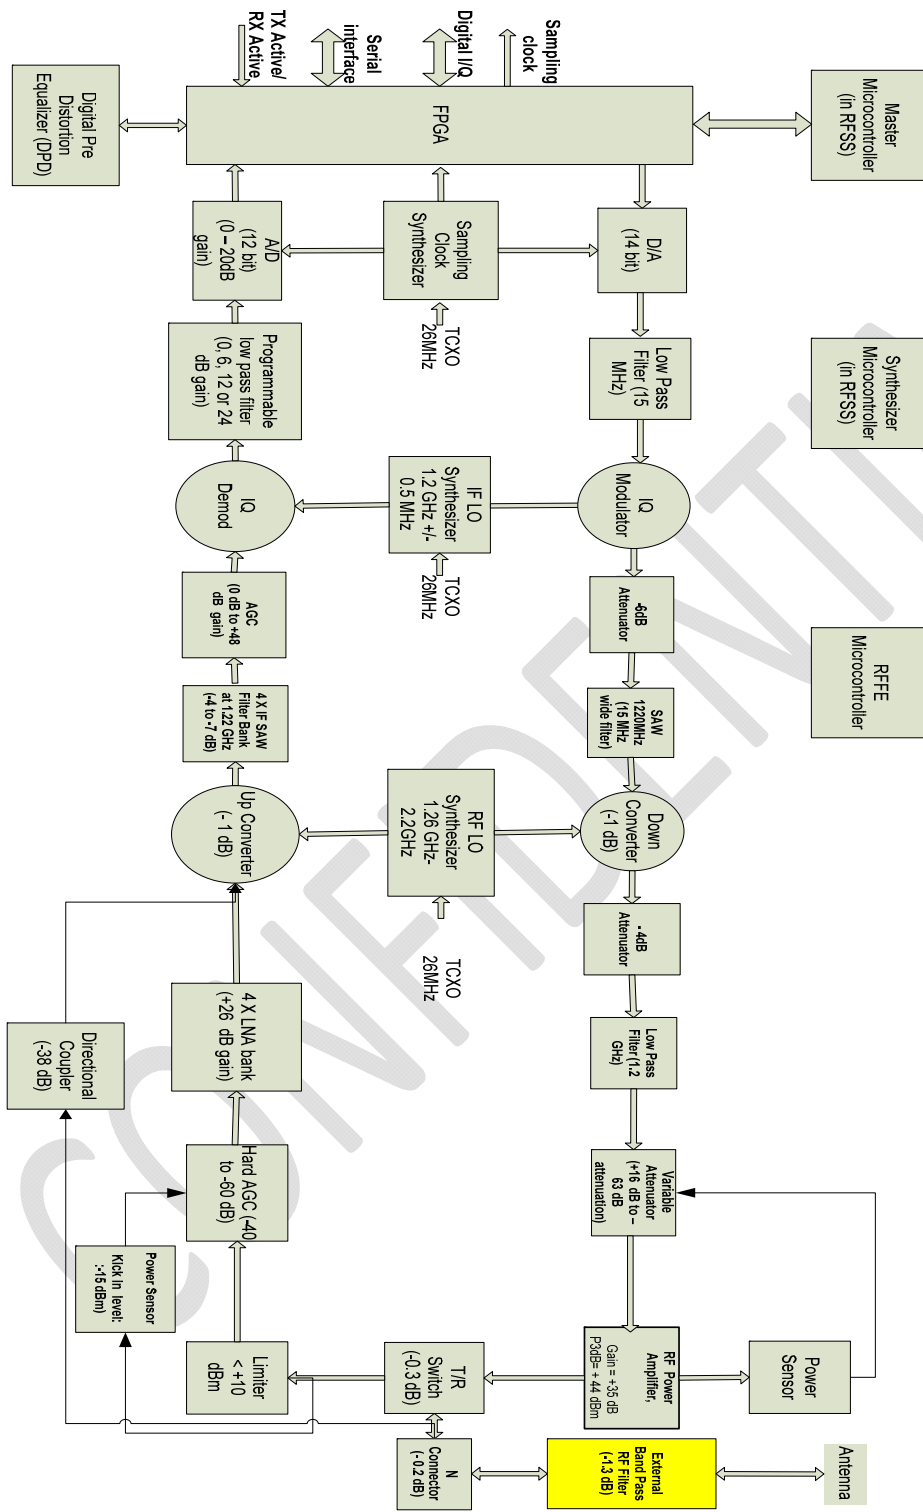 Master
Microcontroller
(in RFSS)
Synthesizer
Microcontroller
(in RFSS)
RFFE
Microcontroller
Antenna
Sampling
clock
Digital I/Q
Serial
interface
TX Active/
RX Active
FPGA
Digital Pre
Distortion
Equalizer (DPD)
D/A
(14 bit)
Low Pass
Filter (15
MHz)
IQ
Modulator
-6dB
Attenuator
SAW
1220MHz
(15 MHz
wide filter)
Down
Converter
(-1 dB)
- 4dB
Attenuator
Low Pass
Filter (1.2
GHz)
Variable
Attenuator
(+16 dB to –
63 dB
attenuation)
RF Power
Amplifier,
Gain = +35 dB
P3dB= + 44 dBm
Power
Sensor
External
Band Pass
RF Filter
(-1.3 dB)
Sampling
Clock
Synthesizer
TCXO
26MHz
IF LO
Synthesizer
1.2 GHz +/-
0.5 MHz
TCXO
26MHz
RF LO
Synthesizer
1.26 GHz-
2.2GHz
TCXO
26MHz
T/R
Switch
(-0.3 dB)
N
Connector
(- 0.2 dB)
A/D
(12 bit)
(0 – 20dB
gain)
Programmable
low pass filter
(0, 6, 12 or 24
dB gain)
IQ
Demod
AGC
(0 dB to +48
dB gain)
4 X IF SAW
Filter Bank
at 1.22 GHz
(-4 to -7 dB)
Up Converter
(- 1 dB)
4 X LNA bank
(+26 dB gain)
Hard AGC (-40
to -60 dB)
Limiter
< +10
dBm
Directional
Coupler
(-38 dB)
Power Sensor
Kick in level:
:-15 dBm)
CONFIDENTI